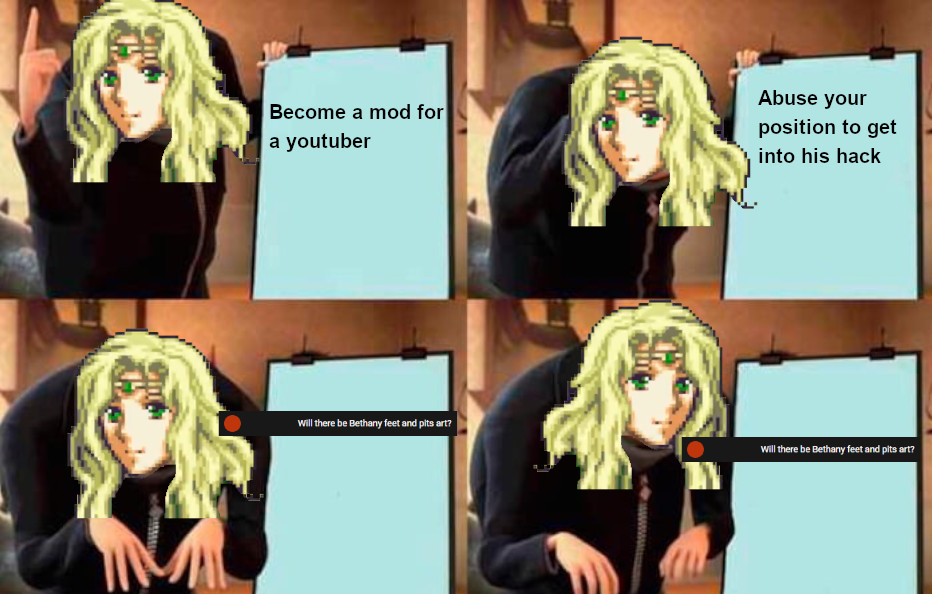 Become a mod for
a youtuber
Abuse your
position to get
into his hack
Will there be Bethany feet and pits art?
Will there be Bethany feet and pits art?